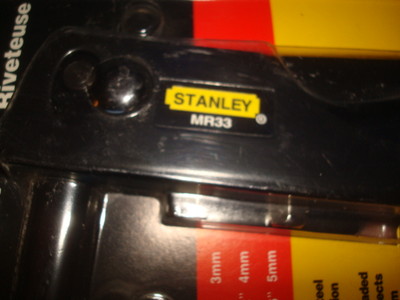 Riveteuse
STANLEY
MR33
®
3mm
" 4mm
" 5mm